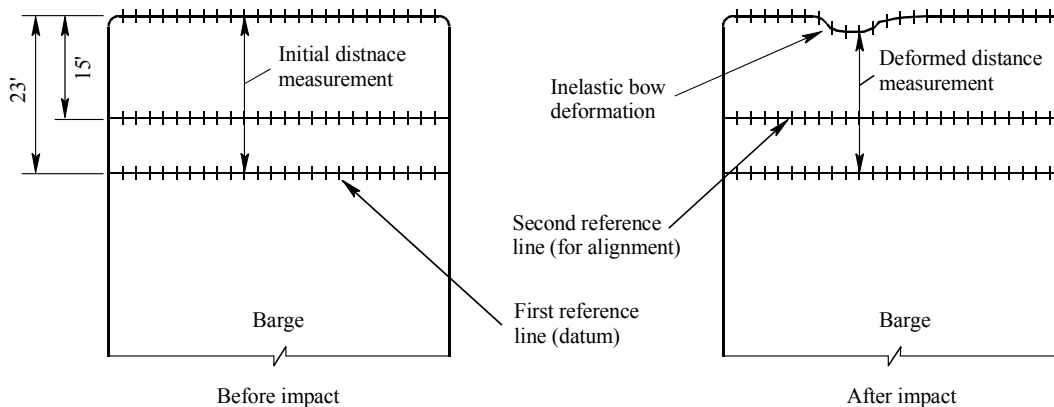 23'
15'
Initial distnace
measurement
First reference
line (datum)
Barge
Before impact
Inelastic bow
deformation
Deformed distance
measurement
Second reference
line (for alignment)
Barge
After impact